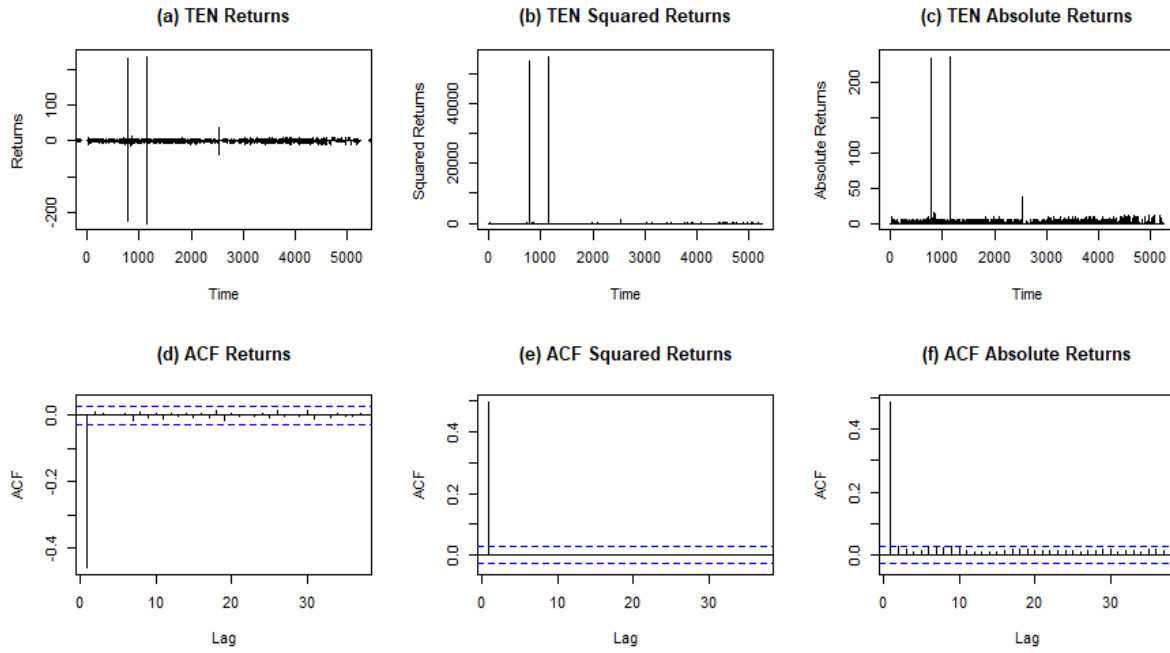 (a) TEN Returns
(b) TEN Squared Returns
(c) TEN Absolute Returns
Returns
-200
0
100
0 1000 2000 3000 4000 5000
Time
Squared Returns
0
20000
40000
0 1000 2000 3000 4000 5000
Time
Absolute Returns
0
50
100
200
0 1000 2000 3000 4000 5000
Time
(d) ACF Returns
(e) ACF Squared Returns
(f) ACF Absolute Returns
ACF
-0.4
-0.2
0.0
0 10 20 30
Lag
ACF
0.0
0.2
0.4
0 10 20 30
Lag
ACF
0.0
0.2
0.4
0 10 20 30
Lag